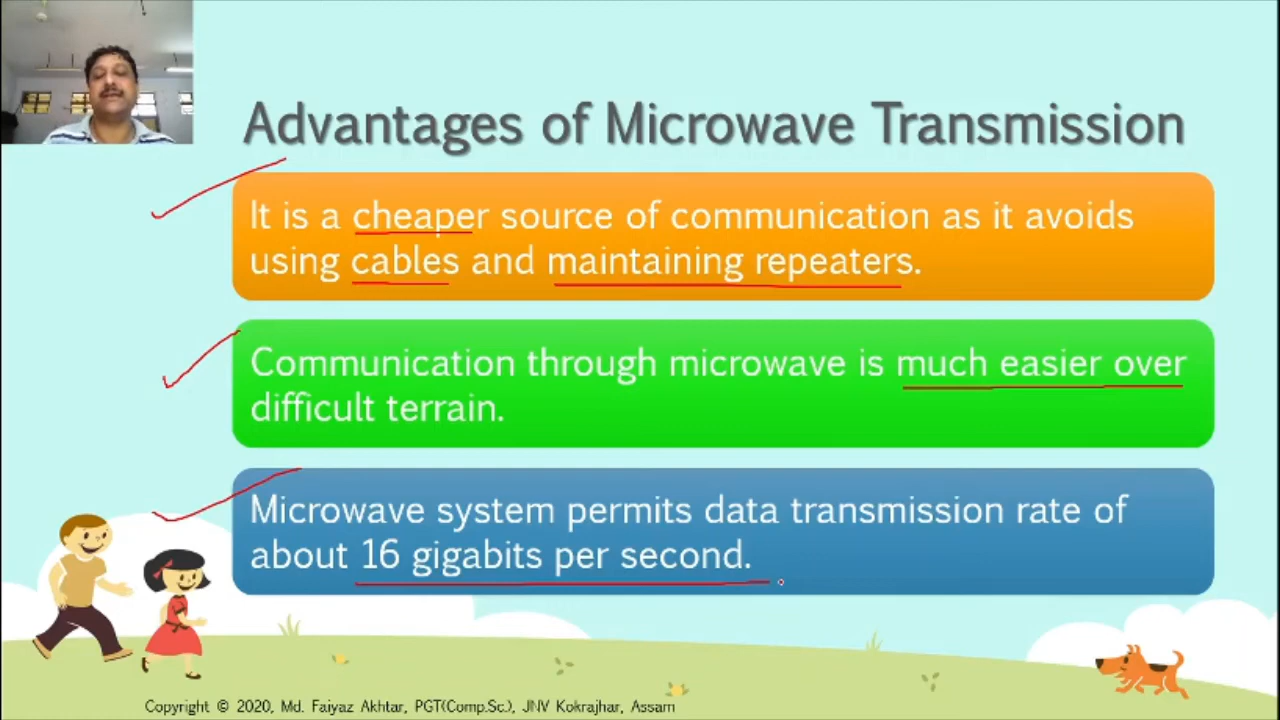 Advantages of Microwave Transmission
It is a cheaper source of communication as it avoids
using cables and maintaining repeaters.
Communication through microwave is much easier over
difficult terrain.
Microwave system permits data transmission rate of
about 16 gigabits per second.
Copyright © 2020, Md. Faiyaz Akhtar, PGT(Comp.Sc.), JNV Kokrajhar, Assam